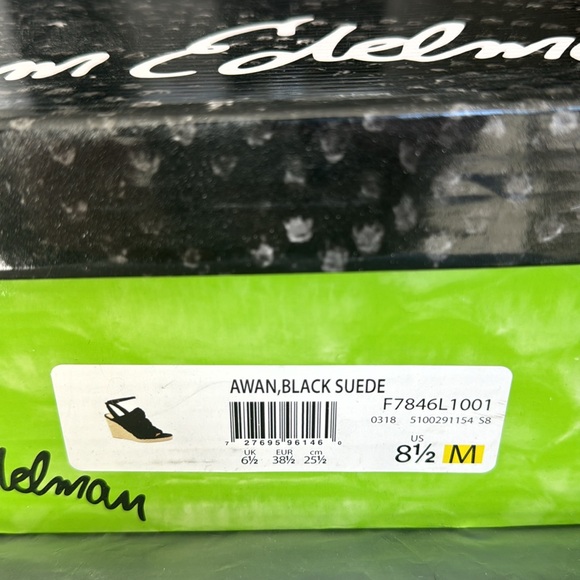 m Edelm
AWAN,BLACK SUEDE
F7846L1001
0318 5100291154 S8
7 27695 96146 0
UK EUR cm
6½ 38½ 25½
US
8½ M
delman